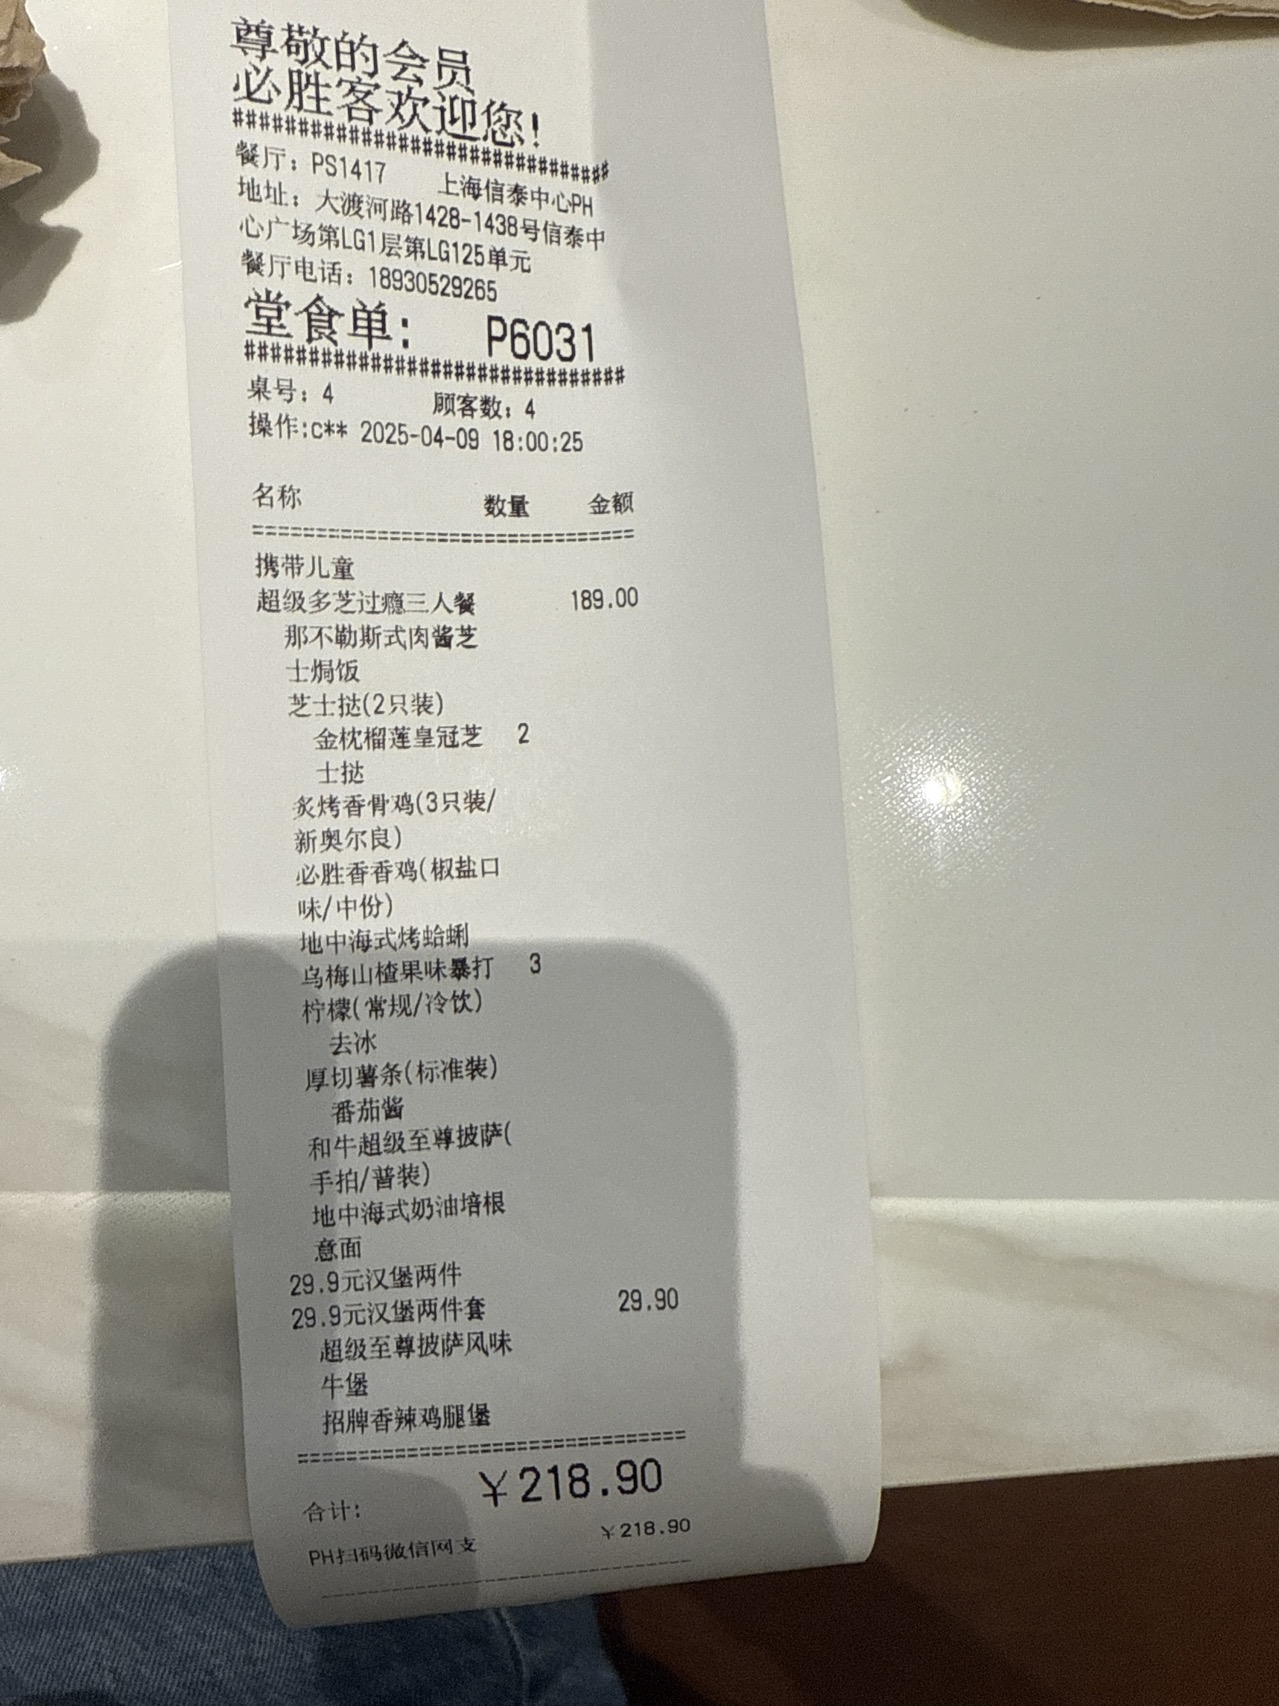 尊敬的会员
必胜客欢迎您!
##############################
餐厅：PS1417 上海信泰中心PH
地址：大渡河路1428-1438号信泰中
心广场第LG1层第LG125单元
餐厅电话：18930529265
堂食单: P6031
##############################
桌号：4 顾客数：4
操作:c** 2025-04-09 18:00:25
名称 数量 金额
==============================
携带儿童
超级多芝过瘾三人餐 189.00
那不勒斯式肉酱芝
士焗饭
芝士挞(2只装)
金枕榴莲皇冠芝 2
士挞
炙烤香骨鸡(3只装/
新奥尔良)
必胜香香鸡(椒盐口
味/中份)
地中海式烤蛤蜊
乌梅山楂果味暴打 3
柠檬(常规/冷饮)
去冰
厚切薯条(标准装)
番茄酱
和牛超级至尊披萨(
手拍/普装)
地中海式奶油培根
意面
29.9元汉堡两件
29.9元汉堡两件套 29.90
超级至尊披萨风味
牛堡
招牌香辣鸡腿堡
==============================
合计: ￥218.90
PH扫码微信网支 ￥218.90
------------------------------